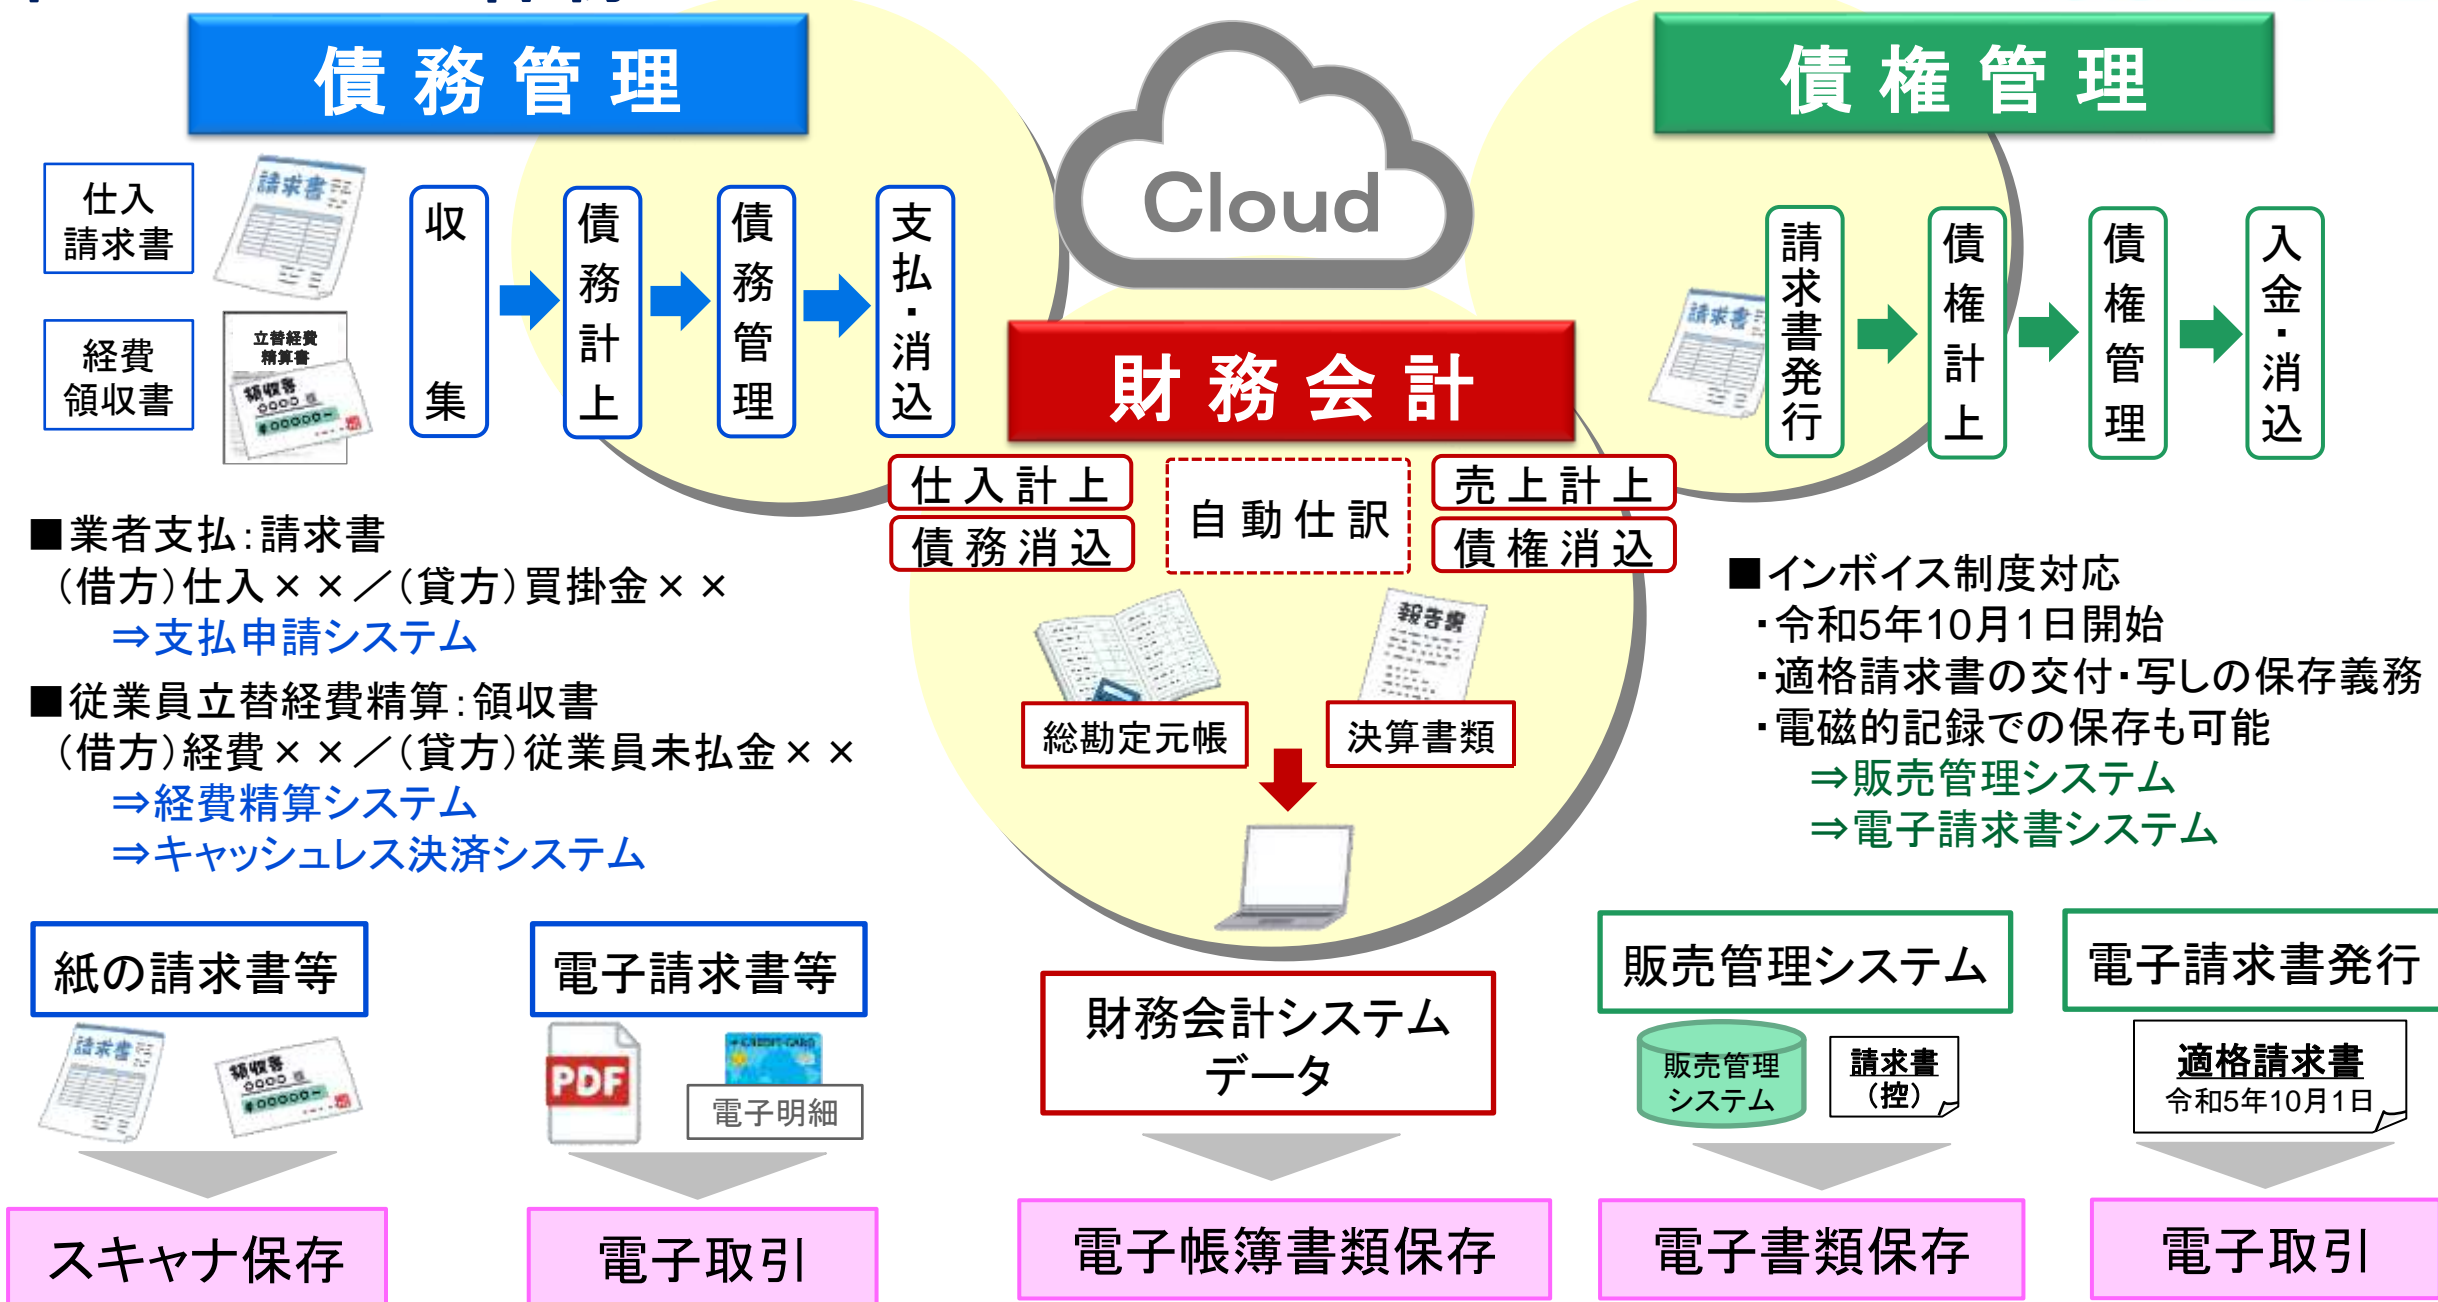 債務管理
債権管理
Cloud
財務会計
仕入
請求書
請求書
経費
領収書
立替経費
精算書
領収書
収集
債務計上
債務管理
支払・消込
請求書
請求書発行
債権計上
債権管理
入金・消込
仕入計上
債務消込
自動仕訳
売上計上
債権消込
■業者支払：請求書
（借方）仕入××／（貸方）買掛金××
⇒支払申請システム
■従業員立替経費精算：領収書
（借方）経費××／（貸方）従業員未払金××
⇒経費精算システム
⇒キャッシュレス決済システム
報告書
総勘定元帳
決算書類
■インボイス制度対応
・令和5年10月1日開始
・適格請求書の交付・写しの保存義務
・電磁的記録での保存も可能
⇒販売管理システム
⇒電子請求書システム
紙の請求書等
請求書
領収書
スキャナ保存
電子請求書等
PDF
CREDIT CARD
電子明細
電子取引
財務会計システム
データ
電子帳簿書類保存
販売管理システム
販売管理
システム
請求書
（控）
電子書類保存
電子請求書発行
適格請求書
令和5年10月1日
電子取引